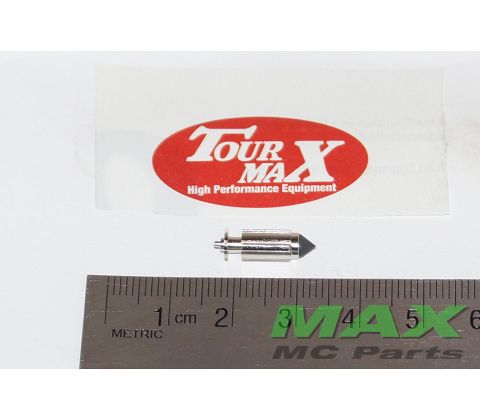 TOUR MAX
High Performance Equipment
1 cm 2 3 4 5 6
METRIC
MAX
MC Parts